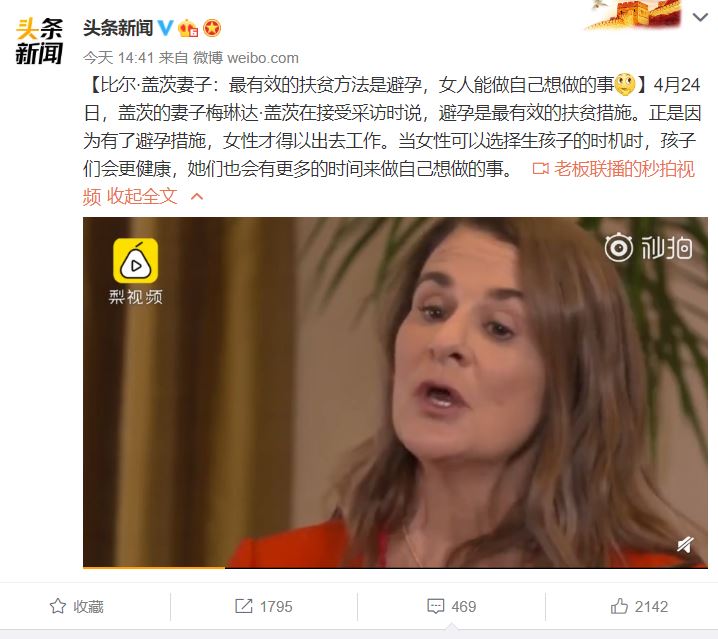 头条
新闻
头条新闻
今天 14:41 来自 微博 weibo.com
【比尔·盖茨妻子：最有效的扶贫方法是避孕，女人能做自己想做的事】4月24
日，盖茨的妻子梅琳达·盖茨在接受采访时说，避孕是最有效的扶贫措施。正是因
为有了避孕措施，女性才得以出去工作。当女性可以选择生孩子的时机时，孩子
们会更健康，她们也会有更多的时间来做自己想做的事。 老板联播的秒拍视
频 收起全文
梨视频
秒拍
收藏
1795
469
2142